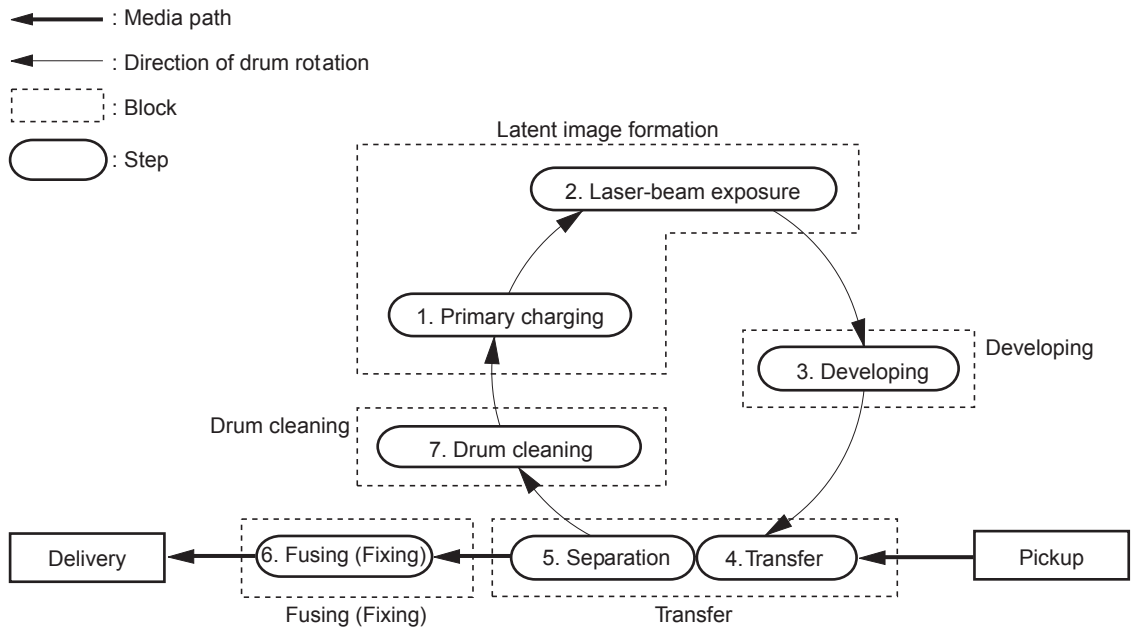 : Media path
: Direction of drum rotation
: Block
: Step
Latent image formation
2. Laser-beam exposure
1. Primary charging
Developing
3. Developing
Drum cleaning
7. Drum cleaning
Delivery
6. Fusing (Fixing)
5. Separation
4. Transfer
Pickup
Fusing (Fixing)
Transfer